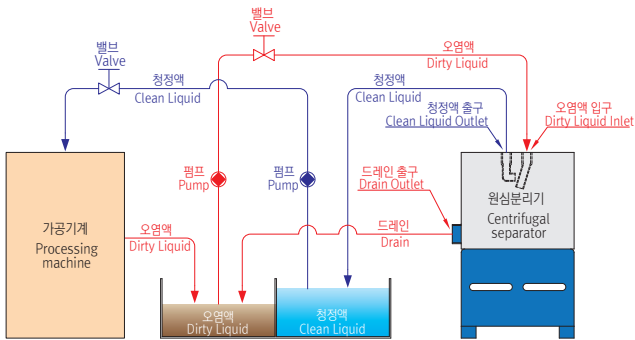 밸브
Valve
밸브
Valve
오염액
Dirty Liquid
청정액
Clean Liquid
청정액
Clean Liquid
청정액 출구
Clean Liquid Outlet
오염액 입구
Dirty Liquid Inlet
펌프
Pump
펌프
Pump
드레인 출구
Drain Outlet
원심분리기
Centrifugal
separator
가공기계
Processing
machine
오염액
Dirty Liquid
드레인
Drain
오염액
Dirty Liquid
청정액
Clean Liquid